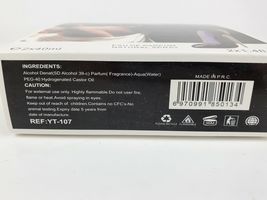 2x40ml
NATURAL SPRAY
INGREDIENTS:
Alcohol Denat(SD Alcohol 39-c) Parfum( Fragrance)-Aqua(Water)
PEG-40 Hydrogenated Castor Oil
CAUTION:
For external use only. Highly flammable.Do not user fire,
flame or heat.Avoid spraying in eyes.
Keep out of reach of children.Contains no CFC's-No
animal testing Expiry date 5 years from
date of manufacture.
REF:YT-107
MADE IN P.R.C
6 970991 850134